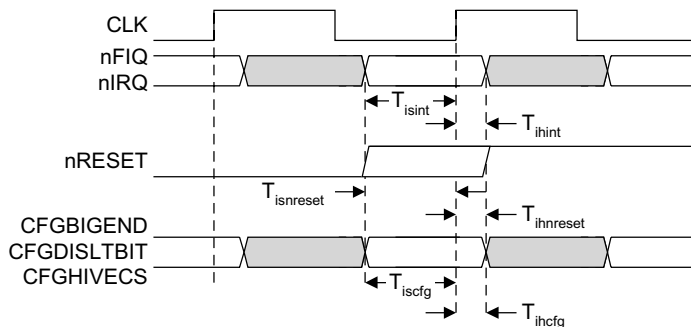 CLK
nFIQ
nIRQ
Tisint
Tihint
nRESET
Tisnreset
Tihnreset
CFGBIGEND
CFGDISLTBIT
CFGHIVECS
Tiscfg
Tihcfg